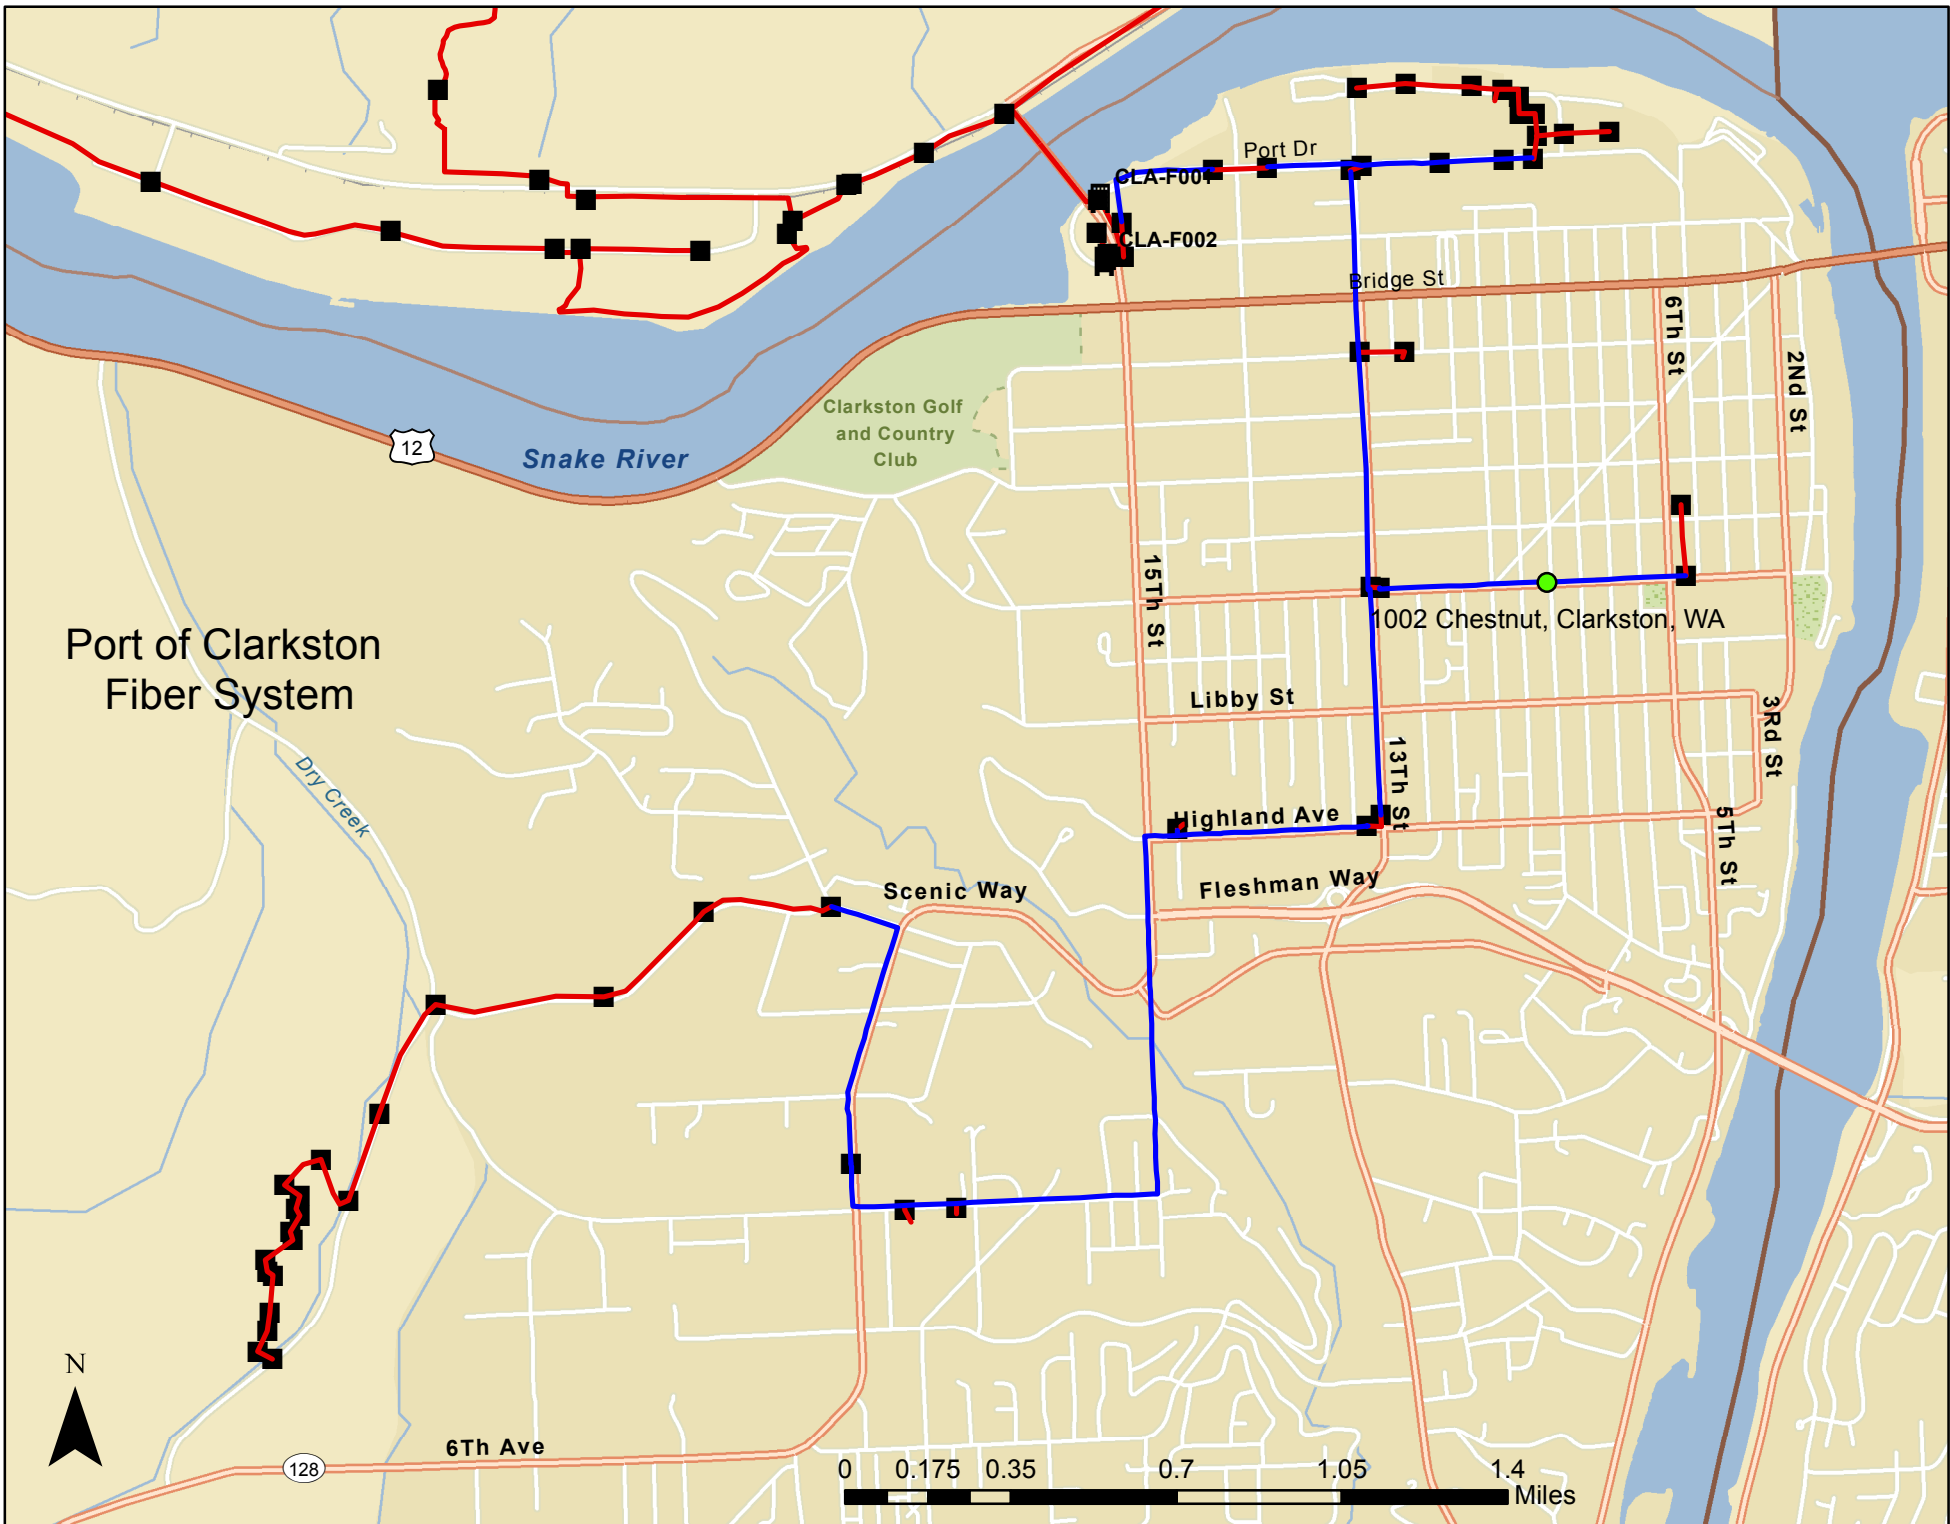 Port Dr
CLA-F001
CLA-F002
Bridge St
6Th St
2Nd St
Clarkston Golf
and Country
Club
12
Snake River
15Th St
1002 Chestnut, Clarkston, WA
Port of Clarkston
Fiber System
Libby St
3Rd St
13Th St
Dry Creek
Highland Ave
5Th St
Scenic Way
Fleshman Way
N
6Th Ave
128
0 0.175 0.35 0.7 1.05 1.4
Miles